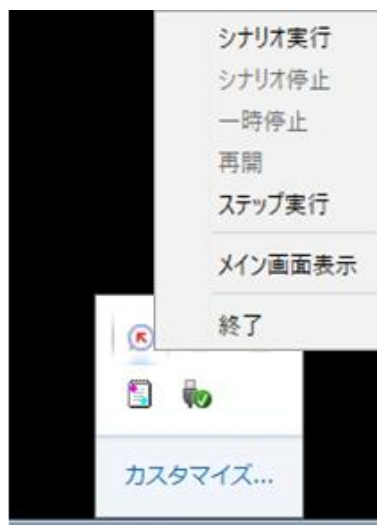 シナリオ実行
シナリオ停止
一時停止
再開
ステップ実行
メイン画面表示
終了
カスタマイズ...